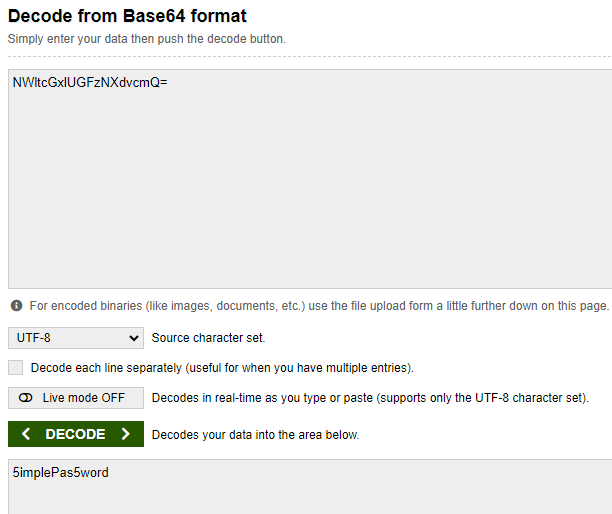 Decode from Base64 format
Simply enter your data then push the decode button.
NWltcGxlUGFzNXdvcmQ=
For encoded binaries (like images, documents, etc.) use the file upload form a little further down on this page.
UTF-8 Source character set.
Decode each line separately (useful for when you have multiple entries).
Live mode OFF Decodes in real-time as you type or paste (supports only the UTF-8 character set).
DECODE Decodes your data into the area below.
5implePas5word